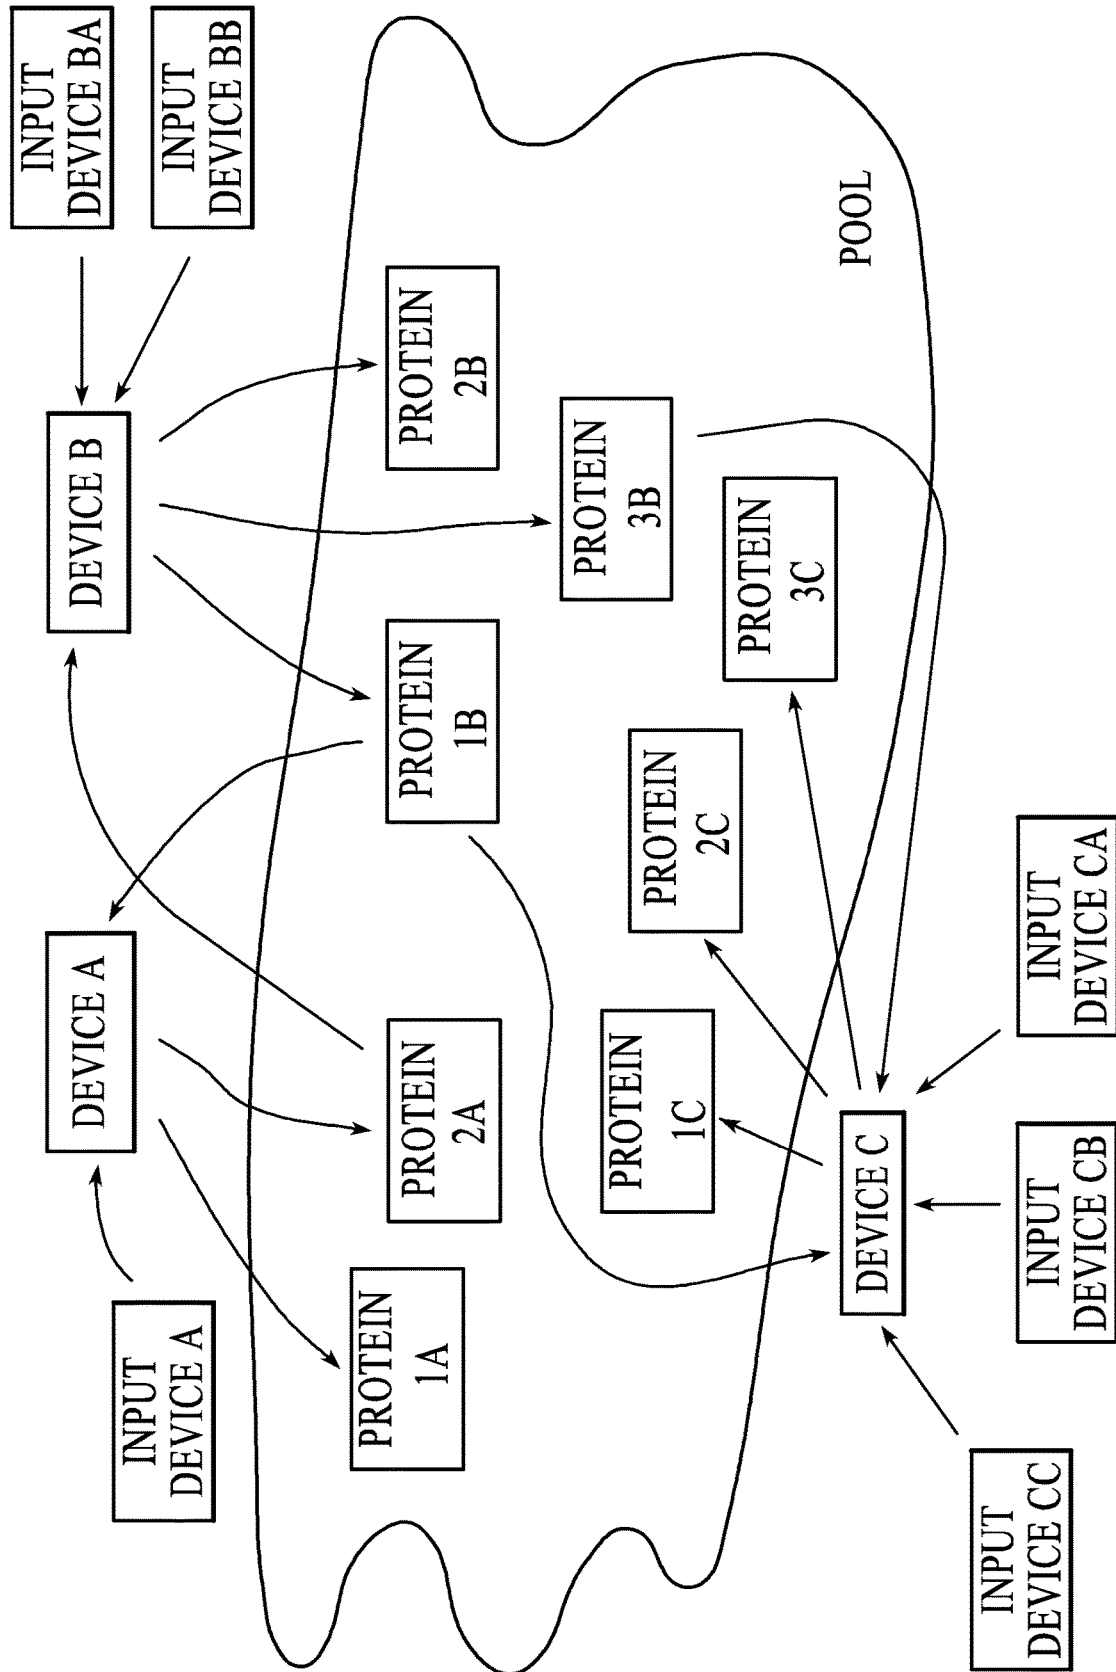 INPUT
DEVICE A
DEVICE A
DEVICE B
INPUT
DEVICE BA
INPUT
DEVICE BB
PROTEIN
1A
PROTEIN
2A
PROTEIN
1B
PROTEIN
2B
PROTEIN
3B
PROTEIN
1C
PROTEIN
2C
PROTEIN
3C
POOL
DEVICE C
INPUT
DEVICE CC
INPUT
DEVICE CB
INPUT
DEVICE CA